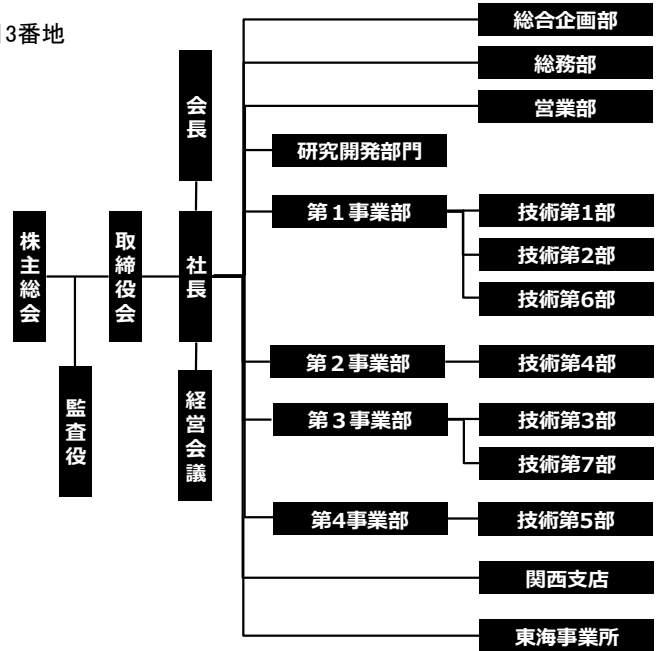 3番地
株主総会
監査役
取締役会
会長
社長
経営会議
総合企画部
総務部
営業部
研究開発部門
第１事業部
技術第1部
技術第2部
技術第6部
第２事業部
技術第4部
第３事業部
技術第3部
技術第7部
第4事業部
技術第5部
関西支店
東海事業所